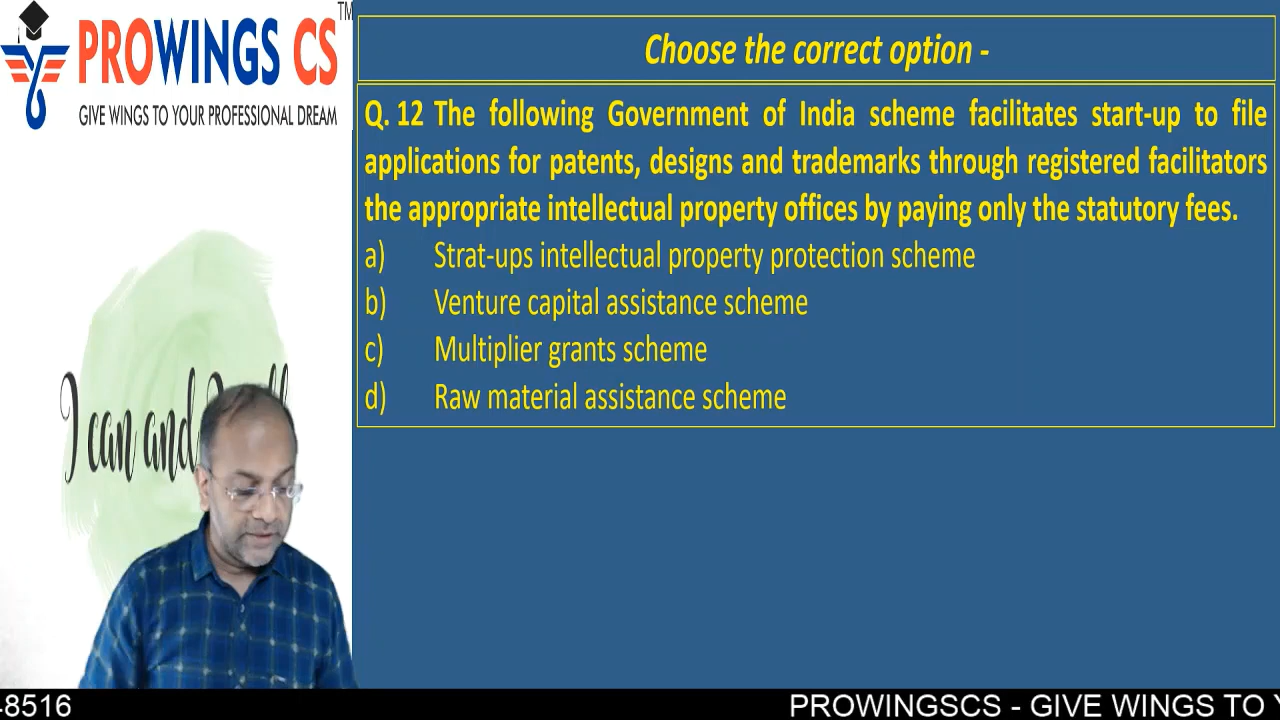 TM
PROWINGS CS
GIVE WINGS TO YOUR PROFESSIONAL DREAM
Choose the correct option -
Q. 12 The following Government of India scheme facilitates start-up to file
applications for patents, designs and trademarks through registered facilitators
the appropriate intellectual property offices by paying only the statutory fees.
a) Strat-ups intellectual property protection scheme
b) Venture capital assistance scheme
c) Multiplier grants scheme
d) Raw material assistance scheme
I can and I
-8516
PROWINGSCS - GIVE WINGS TO Y